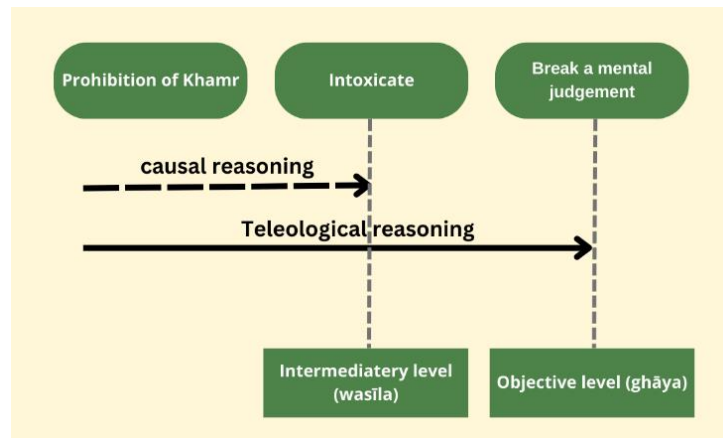 Prohibition of Khamr
Intoxicate
Break a mental
judgement
causal reasoning
Teleological reasoning
Intermediatery level
(wasīla)
Objective level (ghāya)